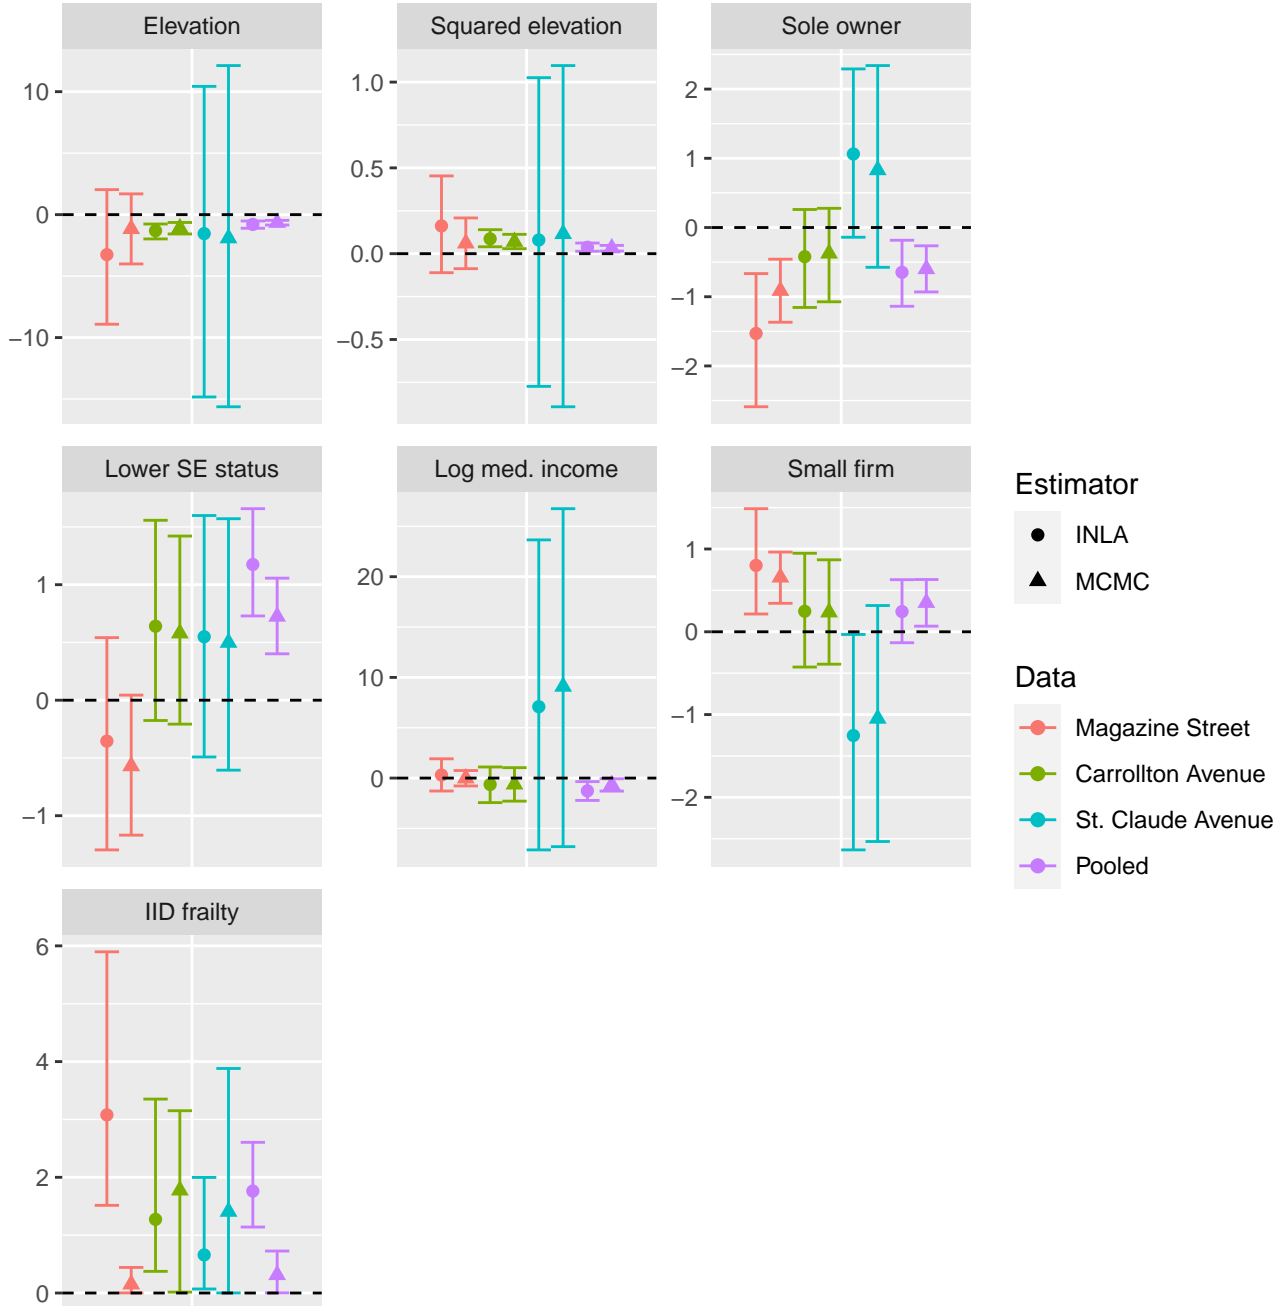 Elevation
Squared elevation
Sole owner
10
0
−10
1.0
0.5
0.0
−0.5
2
1
0
−1
−2
Lower SE status
Log med. income
Small firm
1
0
−1
20
10
0
1
0
−1
−2
IID frailty
6
4
2
0
Estimator
INLA
MCMC
Data
Magazine Street
Carrollton Avenue
St. Claude Avenue
Pooled